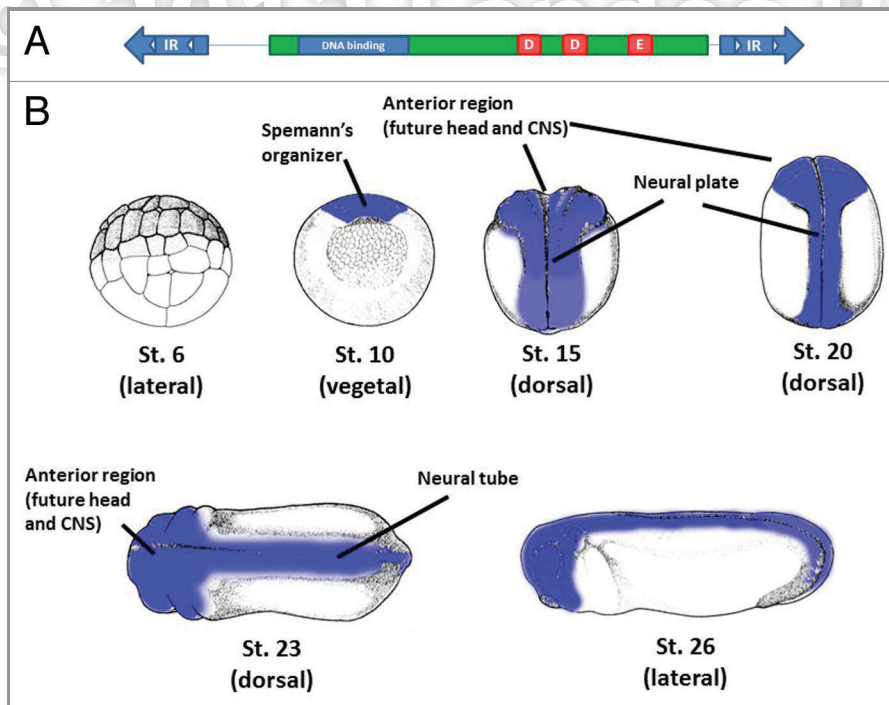 A
IR
DNA binding
D
D
E
IR
B
Spemann's
organizer
Anterior region
(future head and CNS)
Neural plate
St. 6
(lateral)
St. 10
(vegetal)
St. 15
(dorsal)
St. 20
(dorsal)
Anterior region
(future head
and CNS)
Neural tube
St. 23
(dorsal)
St. 26
(lateral)